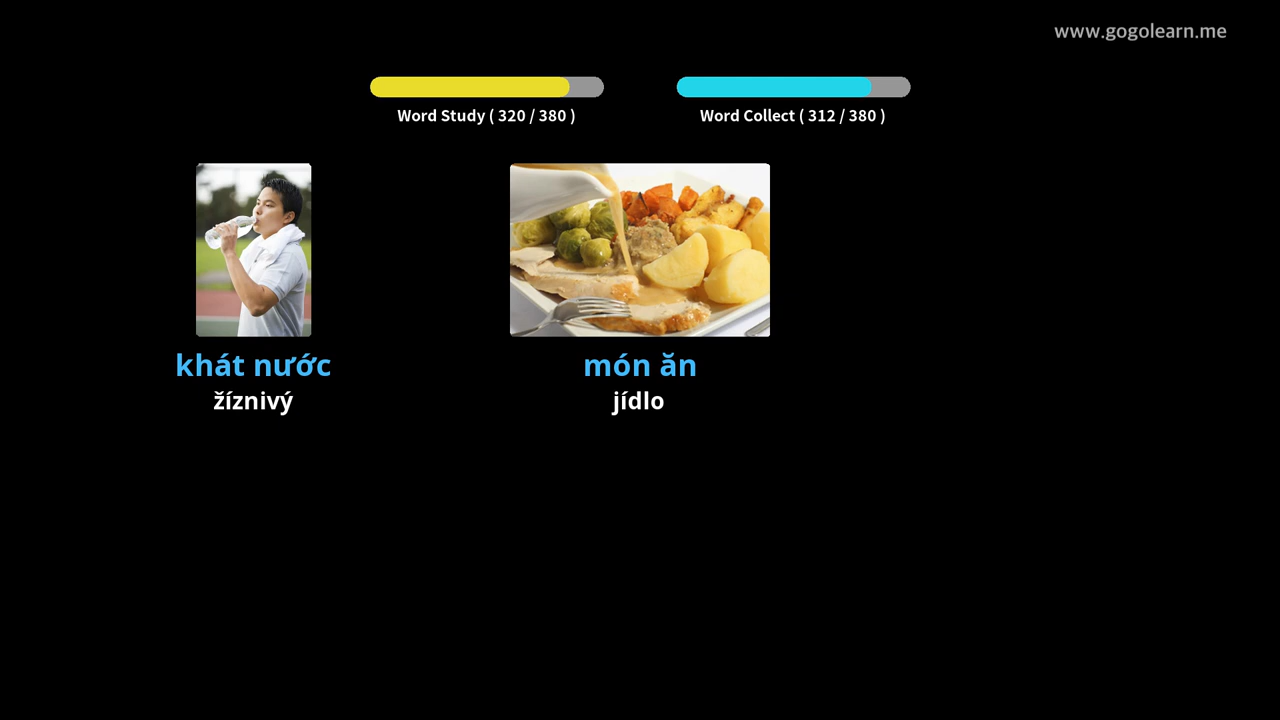 www.gogolearn.me
Word Study ( 320 / 380 )
Word Collect ( 312 / 380 )
khát nước
žíznivý
món ăn
jídlo